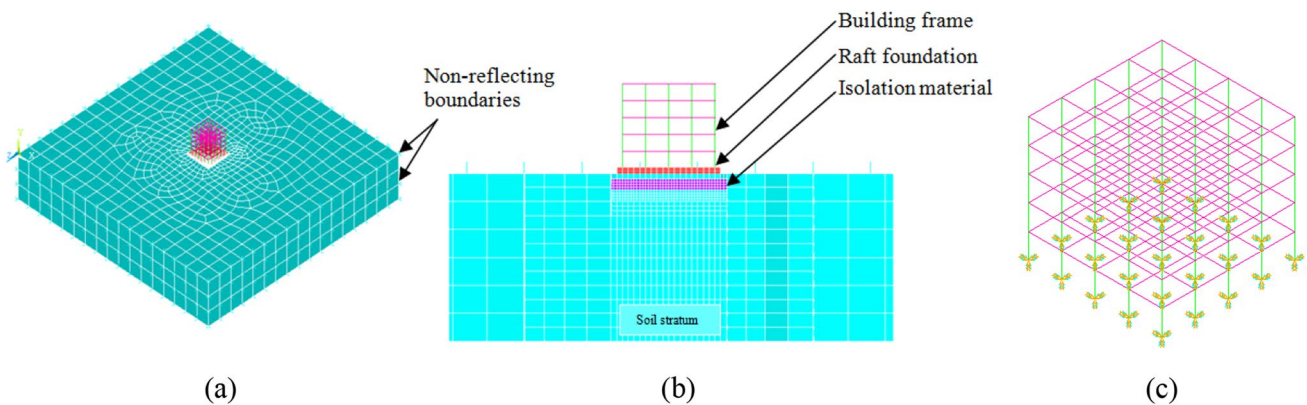 Non-reflecting
boundaries
Building frame
Raft foundation
Isolation material
Y
X
Soil stratum
(a)
(b)
(c)